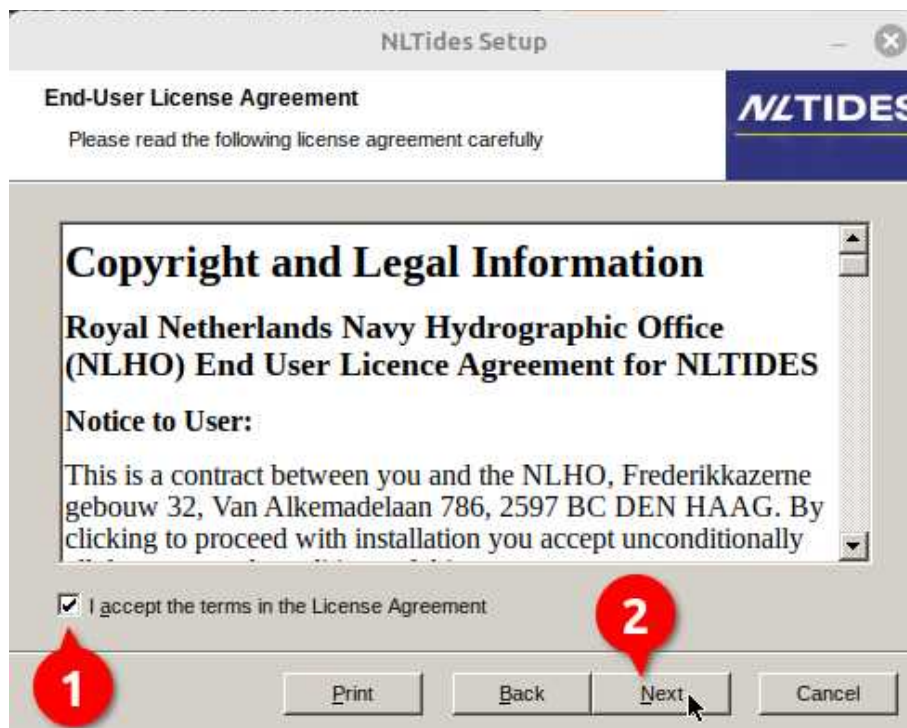 NLTides Setup
End-User License Agreement
Please read the following license agreement carefully
NLTIDES
Copyright and Legal Information
Royal Netherlands Navy Hydrographic Office
(NLHO) End User Licence Agreement for NLTIDES
Notice to User:
This is a contract between you and the NLHO, Frederikkazerne
gebouw 32, Van Alkemadelaan 786, 2597 BC DEN HAAG. By
clicking to proceed with installation you accept unconditionally
I accept the terms in the License Agreement
2
1
Print Back Next Cancel